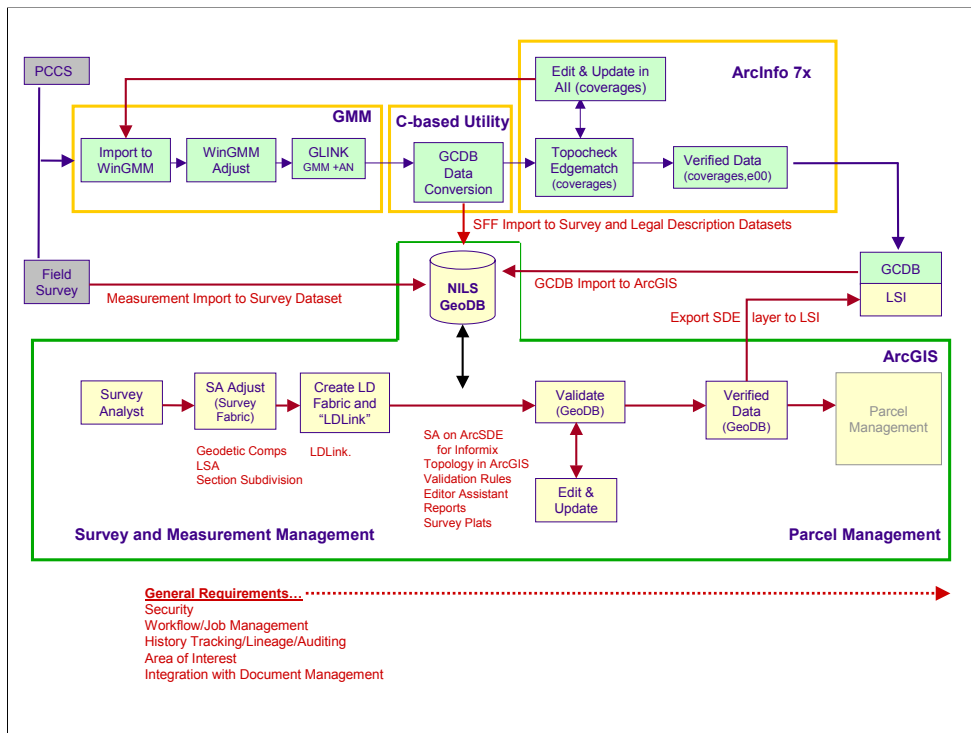 PCCS
Edit & Update in
AII (coverages)
ArcInfo 7x
GMM
C-based Utility
Import to
WinGMM
WinGMM
Adjust
GLINK
GMM +AN
GCDB
Data
Conversion
Topocheck
Edgematch
(coverages)
Verified Data
(coverages,e00)
SFF Import to Survey and Legal Description Datasets
Field
Survey
Measurement Import to Survey Dataset
NILS
GeoDB
GCDB Import to ArcGIS
GCDB
LSI
Export SDE layer to LSI
ArcGIS
Survey
Analyst
SA Adjust
(Survey
Fabric)
Create LD
Fabric and
“LDLink”
Validate
(GeoDB)
Verified
Data
(GeoDB)
Parcel
Management
Geodetic Comps
LSA
Section Subdivision
LDLink.
SA on ArcSDE
for Informix
Topology in ArcGIS
Validation Rules
Editor Assistant
Reports
Survey Plats
Edit &
Update
Survey and Measurement Management
Parcel Management
General Requirements…
Security
Workflow/Job Management
History Tracking/Lineage/Auditing
Area of Interest
Integration with Document Management